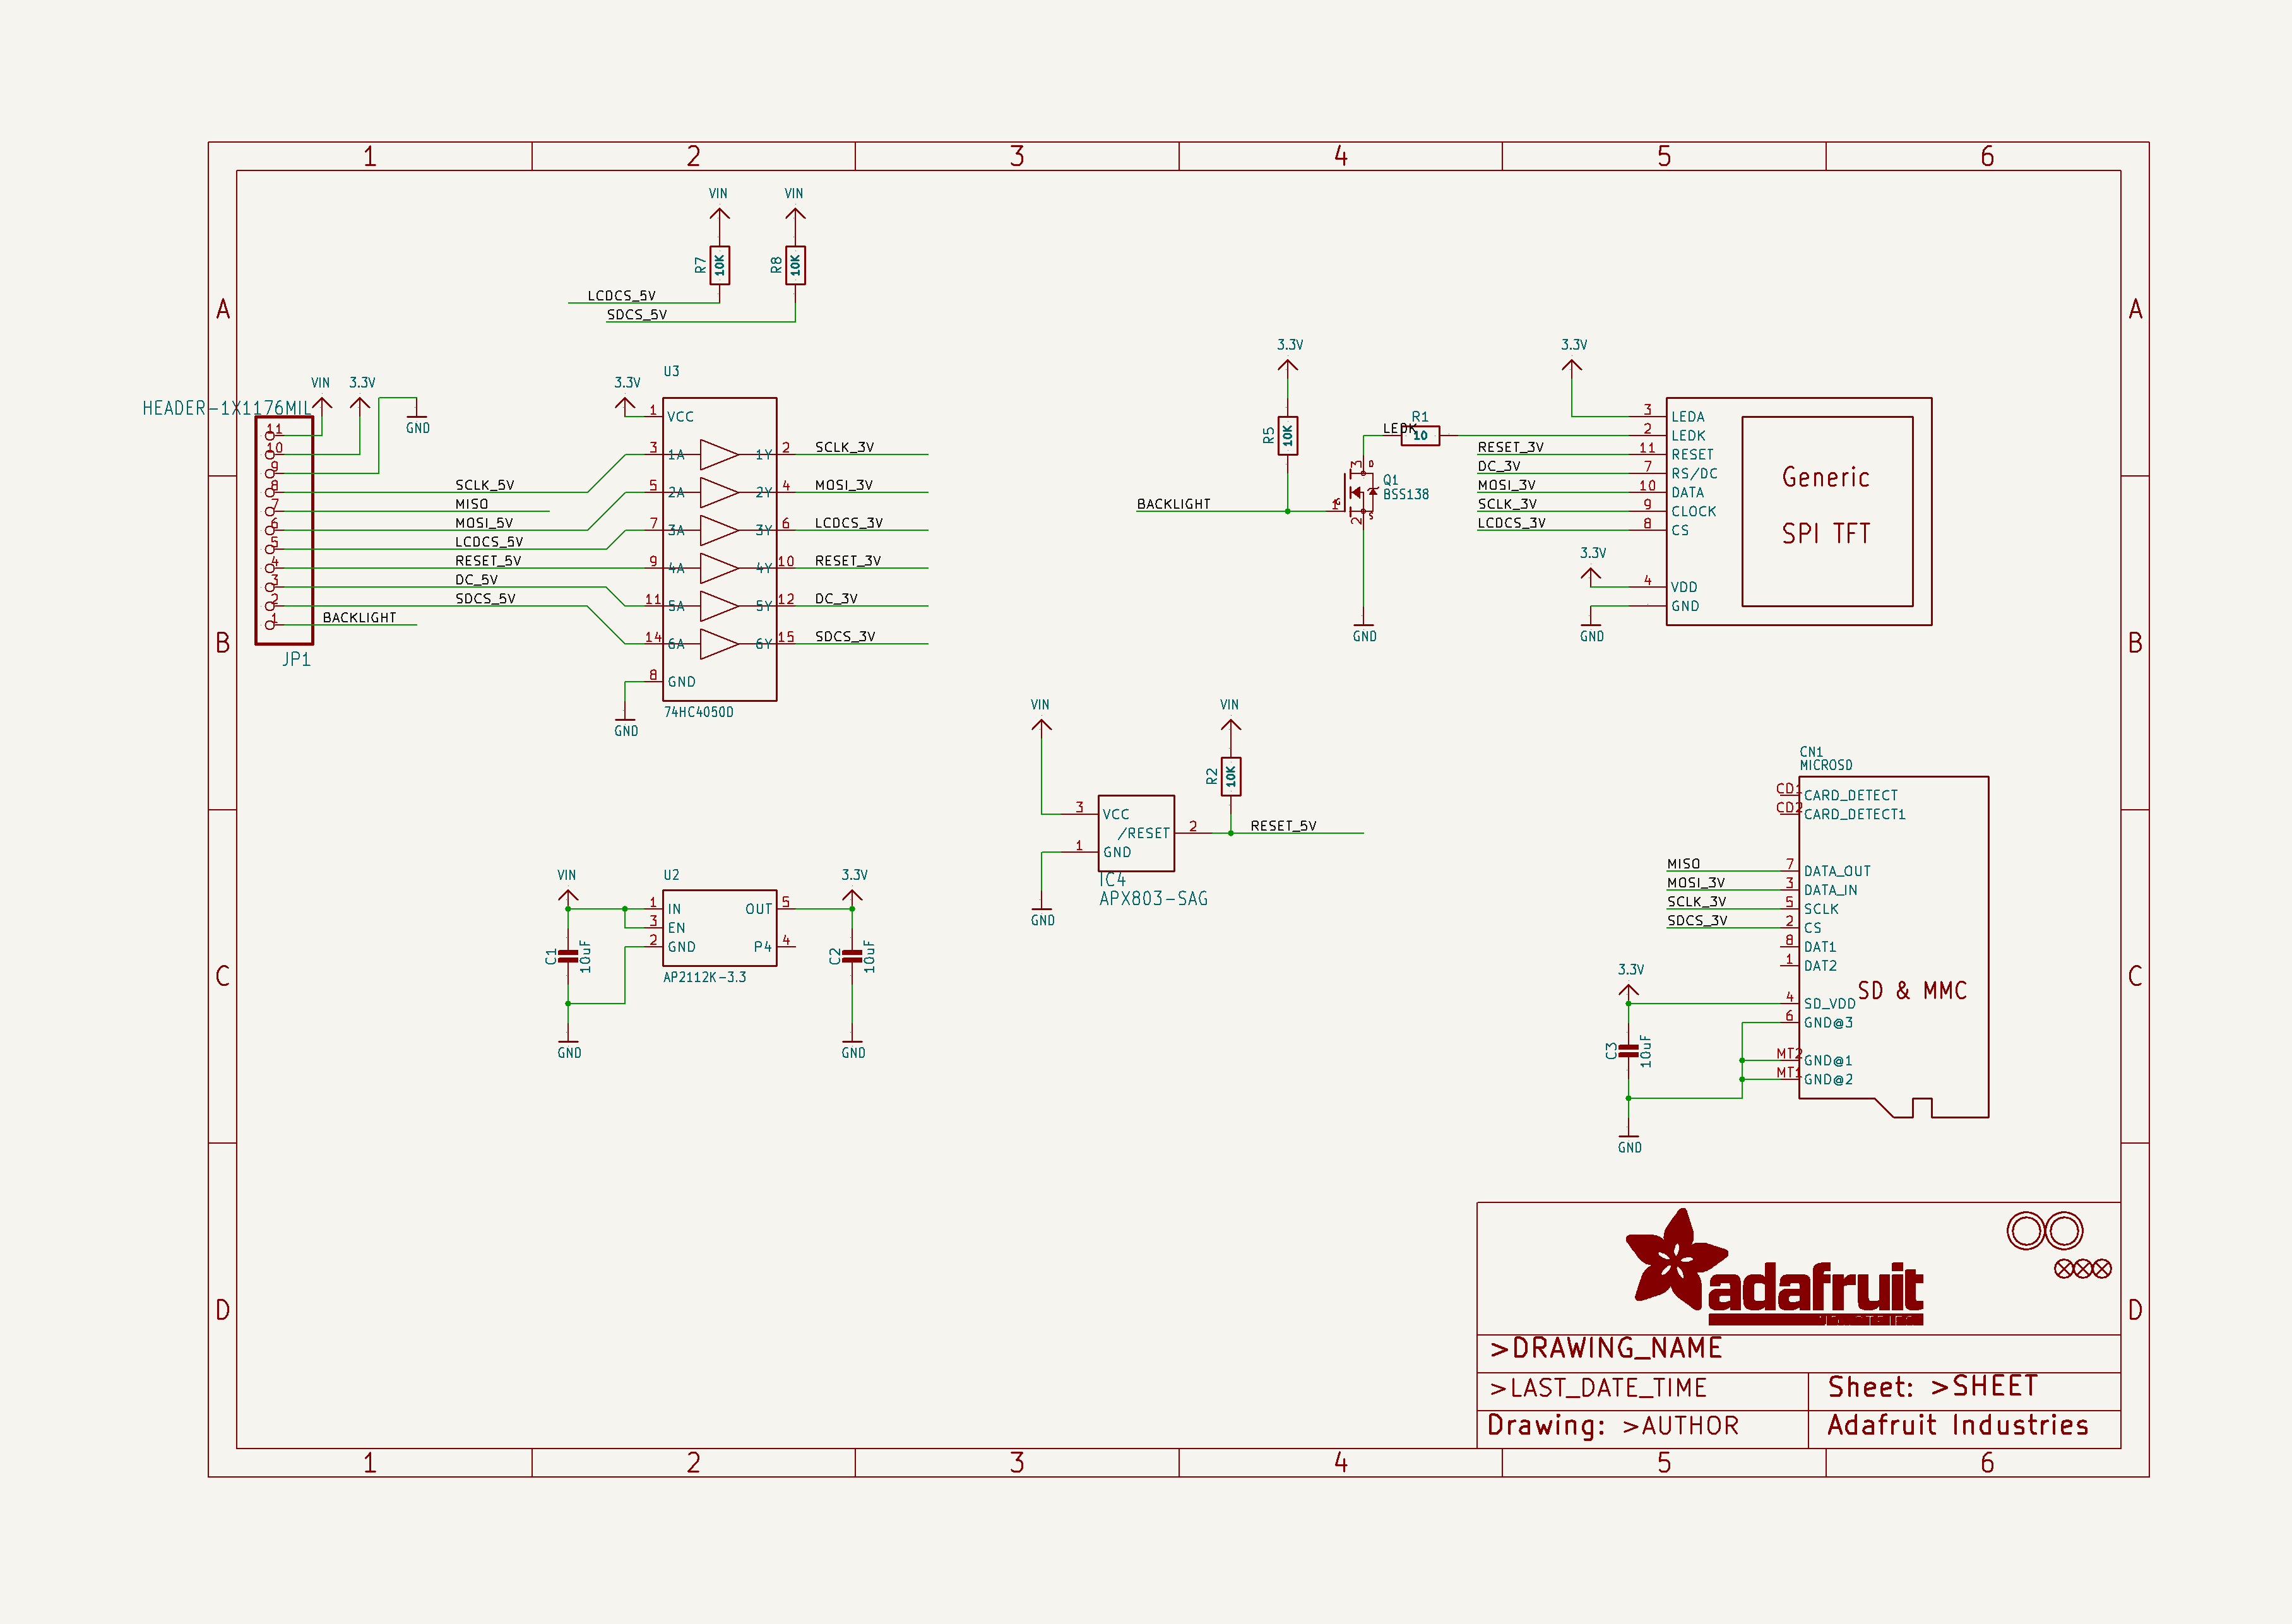 1 2 3 4 5 6
A A
B B
C C
D D
1 2 3 4 5 6
VIN VIN
R7 10K R8 10K
LCDCS_5V
SDCS_5V
VIN 3.3V
HEADER-1X1176MIL
GND
11
10
9
8 SCLK_5V
7 MISO
6 MOSI_5V
5 LCDCS_5V
4 RESET_5V
3 DC_5V
2 SDCS_5V
1 BACKLIGHT
JP1
U3
3.3V
1 VCC
3 1A 1Y 2 SCLK_3V
5 2A 2Y 4 MOSI_3V
7 3A 3Y 6 LCDCS_3V
9 4A 4Y 10 RESET_3V
11 5A 5Y 12 DC_3V
14 6A 6Y 15 SDCS_3V
8 GND
74HC4050D
GND
3.3V
R5 10K
BACKLIGHT
LEDK
R1
10
3 D
1 G
2 S
Q1
BSS138
GND
3.3V
3 LEDA
2 LEDK
RESET_3V 11 RESET
DC_3V 7 RS/DC
MOSI_3V 10 DATA
SCLK_3V 9 CLOCK
LCDCS_3V 8 CS
3.3V
4 VDD
GND
GND
Generic
SPI TFT
VIN VIN
R2 10K
3 VCC
/RESET 2 RESET_5V
1 GND
IC4
APX803-SAG
GND
VIN U2 3.3V
1 IN OUT 5
3 EN
2 GND P4 4
AP2112K-3.3
C1 10uF C2 10uF
GND GND
CN1
MICROSD
CD1 CARD_DETECT
CD2 CARD_DETECT1
MISO 7 DATA_OUT
MOSI_3V 3 DATA_IN
SCLK_3V 5 SCLK
SDCS_3V 2 CS
8 DAT1
1 DAT2
SD & MMC
3.3V
4 SD_VDD
6 GND@3
MT2 GND@1
MT1 GND@2
C3 10uF
GND
adafruit
>DRAWING_NAME
>LAST_DATE_TIME Sheet: >SHEET
Drawing: >AUTHOR Adafruit Industries